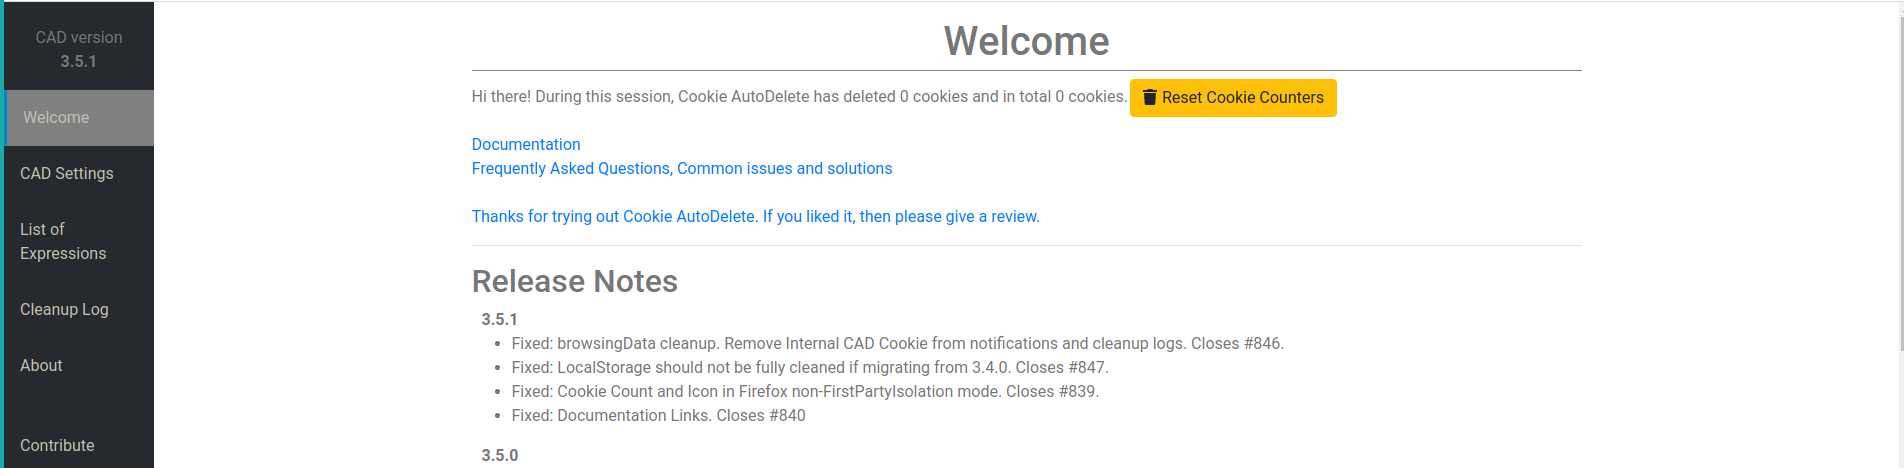 CAD version
3.5.1
Welcome
CAD Settings
List of
Expressions
Cleanup Log
About
Contribute
Welcome
Hi there! During this session, Cookie AutoDelete has deleted 0 cookies and in total 0 cookies. Reset Cookie Counters
Documentation
Frequently Asked Questions, Common issues and solutions
Thanks for trying out Cookie AutoDelete. If you liked it, then please give a review.
Release Notes
3.5.1
• Fixed: browsingData cleanup. Remove Internal CAD Cookie from notifications and cleanup logs. Closes #846.
• Fixed: LocalStorage should not be fully cleaned if migrating from 3.4.0. Closes #847.
• Fixed: Cookie Count and Icon in Firefox non-FirstPartyIsolation mode. Closes #839.
• Fixed: Documentation Links. Closes #840
3.5.0